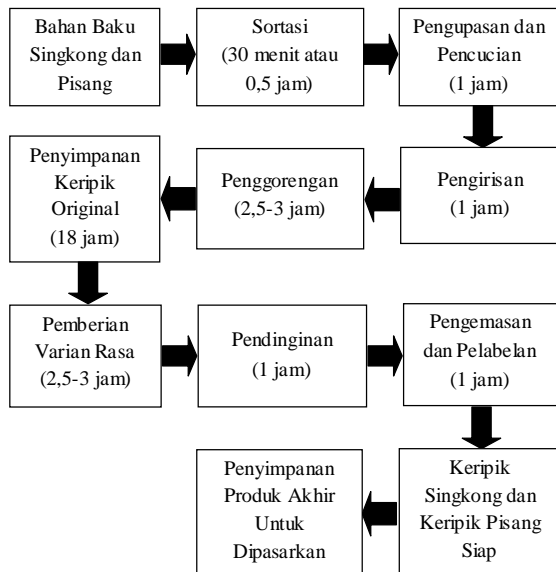 Bahan Baku
Singkong dan
Pisang
Sortasi
(30 menit atau
0,5 jam)
Pengupasan dan
Pencucian
(1 jam)
Pengirisan
(1 jam)
Penggorengan
(2,5-3 jam)
Penyimpanan
Keripik
Original
(18 jam)
Pemberian
Varian Rasa
(2,5-3 jam)
Pendinginan
(1 jam)
Pengemasan
dan Pelabelan
(1 jam)
Keripik
Singkong dan
Keripik Pisang
Siap
Penyimpanan
Produk Akhir
Untuk
Dipasarkan